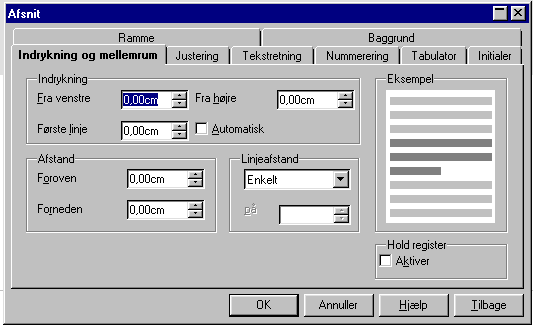 Afsnit
Ramme Baggrund
Indrykning og mellemrum Justering Tekstretning Nummerering Tabulator Initialer
Indrykning
Fra venstre 0,00cm Fra højre 0,00cm
Første linje 0,00cm Automatisk
Eksempel
Afstand
Foroven 0,00cm
Forneden 0,00cm
Linjeafstand
Enkelt
på
Hold register
Aktiver
OK Annuller Hjælp Tilbage